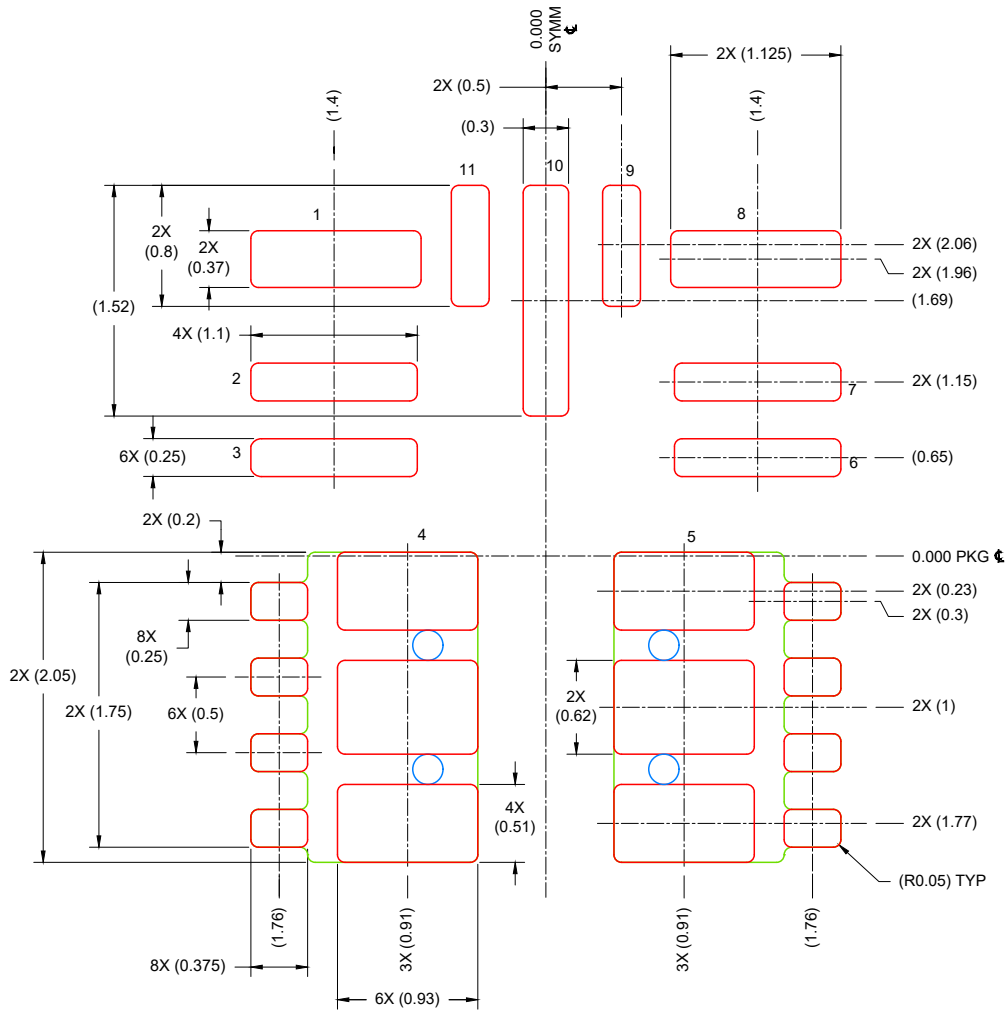 0.000
SYMM
℄
2X (1.125)
2X (0.5)
(1.4)
(1.4)
(0.3)
11
10
9
1
8
2X
(0.8)
2X
(0.37)
2X (2.06)
2X (1.96)
(1.52)
(1.69)
4X (1.1)
2
7
2X (1.15)
6X (0.25)
3
6
(0.65)
2X (0.2)
4
5
0.000 PKG ℄
2X (0.23)
2X (0.3)
8X
(0.25)
2X (2.05)
2X (1.75)
6X (0.5)
2X
(0.62)
2X (1)
4X
(0.51)
2X (1.77)
(R0.05) TYP
(1.76)
3X (0.91)
3X (0.91)
(1.76)
8X (0.375)
6X (0.93)